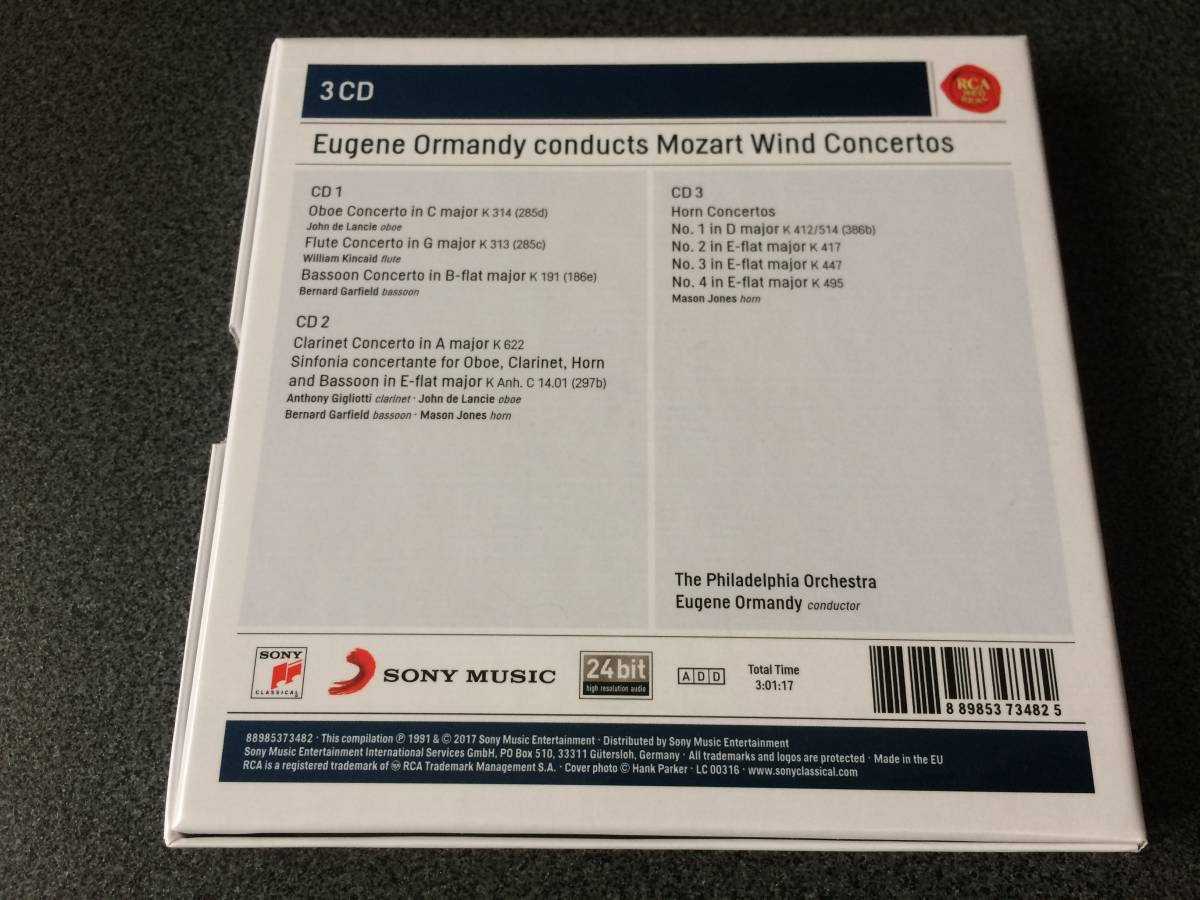 3 CD
RCA
RED
SEAL
Eugene Ormandy conducts Mozart Wind Concertos
CD 1
Oboe Concerto in C major K 314 (285d)
John de Lancie oboe
Flute Concerto in G major K 313 (285c)
William Kincaid flute
Bassoon Concerto in B-flat major K 191 (186e)
Bernard Garfield bassoon
CD 2
Clarinet Concerto in A major K 622
Sinfonia concertante for Oboe, Clarinet, Horn
and Bassoon in E-flat major K Anh. C 14.01 (297b)
Anthony Gigliotti clarinet · John de Lancie oboe
Bernard Garfield bassoon · Mason Jones horn
CD 3
Horn Concertos
No. 1 in D major K 412/514 (386b)
No. 2 in E-flat major K 417
No. 3 in E-flat major K 447
No. 4 in E-flat major K 495
Mason Jones horn
The Philadelphia Orchestra
Eugene Ormandy conductor
SONY
CLASSICAL
SONY MUSIC
24 bit
high resolution audio
A D D
Total Time
3:01:17
8 89853 73482 5
88985373482 · This compilation ℗ 1991 & © 2017 Sony Music Entertainment · Distributed by Sony Music Entertainment
Sony Music Entertainment International Services GmbH, PO Box 510, 33311 Gütersloh, Germany · All trademarks and logos are protected · Made in the EU
RCA is a registered trademark of ® RCA Trademark Management S.A. · Cover photo © Hank Parker · LC 00316 · www.sonyclassical.com